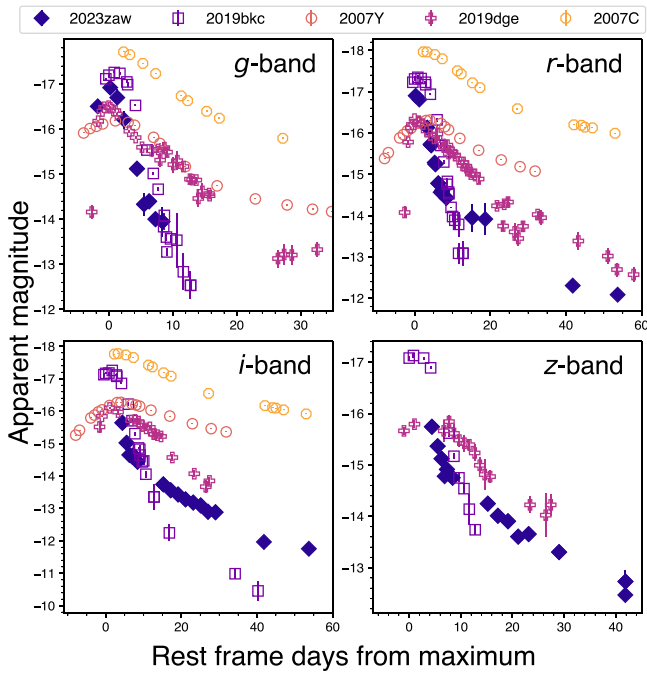 2023zaw 2019bkc 2007Y 2019dge 2007C
g-band
r-band
−17
−16
−15
−14
−13
−12
0 10 20 30
−18
−17
−16
−15
−14
−13
−12
0 20 40 60
i-band
z-band
−18
−17
−16
−15
−14
−13
−12
−11
−10
0 20 40 60
−17
−16
−15
−14
−13
0 10 20 30 40
Apparent magnitude
Rest frame days from maximum